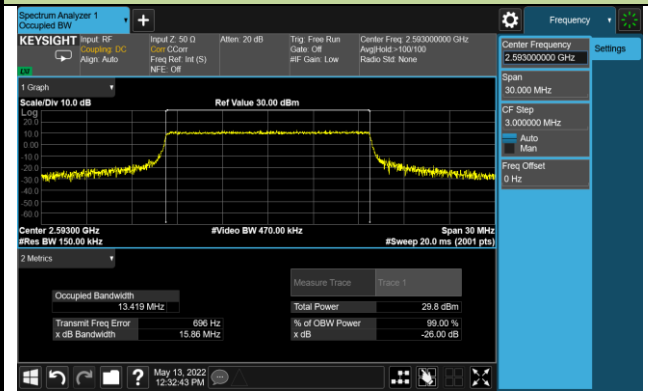 Spectrum Analyzer 1
Occupied BW
Frequency
KEYSIGHT
Input: RF
Coupling: DC
Align: Auto
Input Z: 50 Ω
Corr CCorr
Freq Ref: Int (S)
NFE: Off
Atten: 20 dB
Trig: Free Run
Gate: Off
#IF Gain: Low
Center Freq: 2.593000000 GHz
Avg|Hold:>100/100
Radio Std: None
Center Frequency
2.593000000 GHz
Settings
Span
30.000 MHz
CF Step
3.000000 MHz
Auto
Man
Freq Offset
0 Hz
1 Graph
Scale/Div 10.0 dB
Ref Value 30.00 dBm
Log
20.0
10.0
0.00
-10.0
-20.0
-30.0
-40.0
-50.0
-60.0
Center 2.59300 GHz
#Video BW 470.00 kHz
Span 30 MHz
#Res BW 150.00 kHz
#Sweep 20.0 ms (2001 pts)
2 Metrics
Measure Trace
Trace 1
Occupied Bandwidth
13.419 MHz
Total Power
29.8 dBm
Transmit Freq Error
696 Hz
% of OBW Power
99.00 %
x dB Bandwidth
15.86 MHz
x dB
-26.00 dB
May 13, 2022
12:32:43 PM